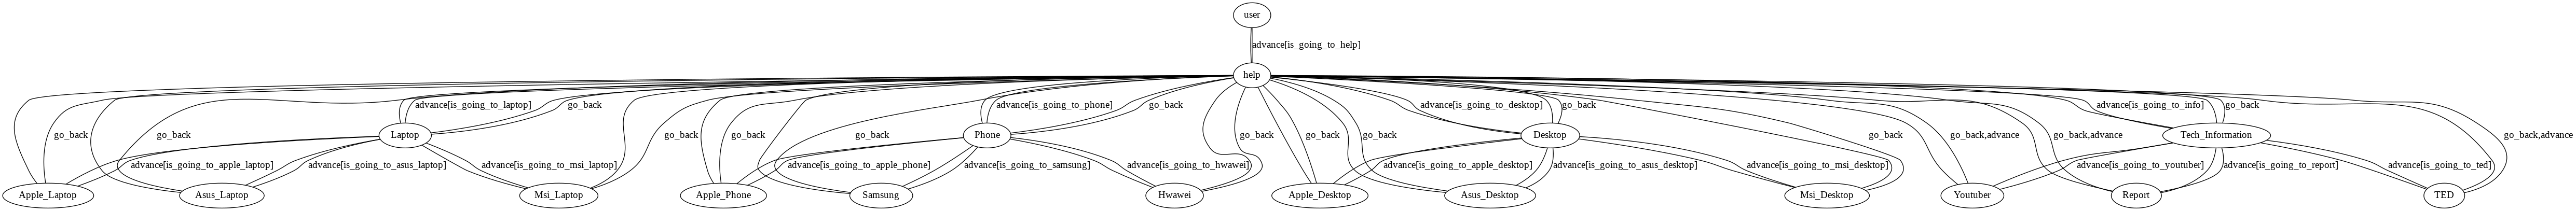 user
advance[is_going_to_help]
help
advance[is_going_to_laptop] go_back advance[is_going_to_phone] go_back advance[is_going_to_desktop] go_back advance[is_going_to_info] go_back
go_back go_back Laptop go_back go_back go_back Phone go_back go_back go_back Desktop go_back go_back,advance go_back,advance Tech_Information go_back,advance
advance[is_going_to_apple_laptop] advance[is_going_to_asus_laptop] advance[is_going_to_msi_laptop] advance[is_going_to_apple_phone] advance[is_going_to_samsung] advance[is_going_to_hwawei] advance[is_going_to_apple_desktop] advance[is_going_to_asus_desktop] advance[is_going_to_msi_desktop] advance[is_going_to_youtuber] advance[is_going_to_report] advance[is_going_to_ted]
Apple_Laptop Asus_Laptop Msi_Laptop Apple_Phone Samsung Hwawei Apple_Desktop Asus_Desktop Msi_Desktop Youtuber Report TED